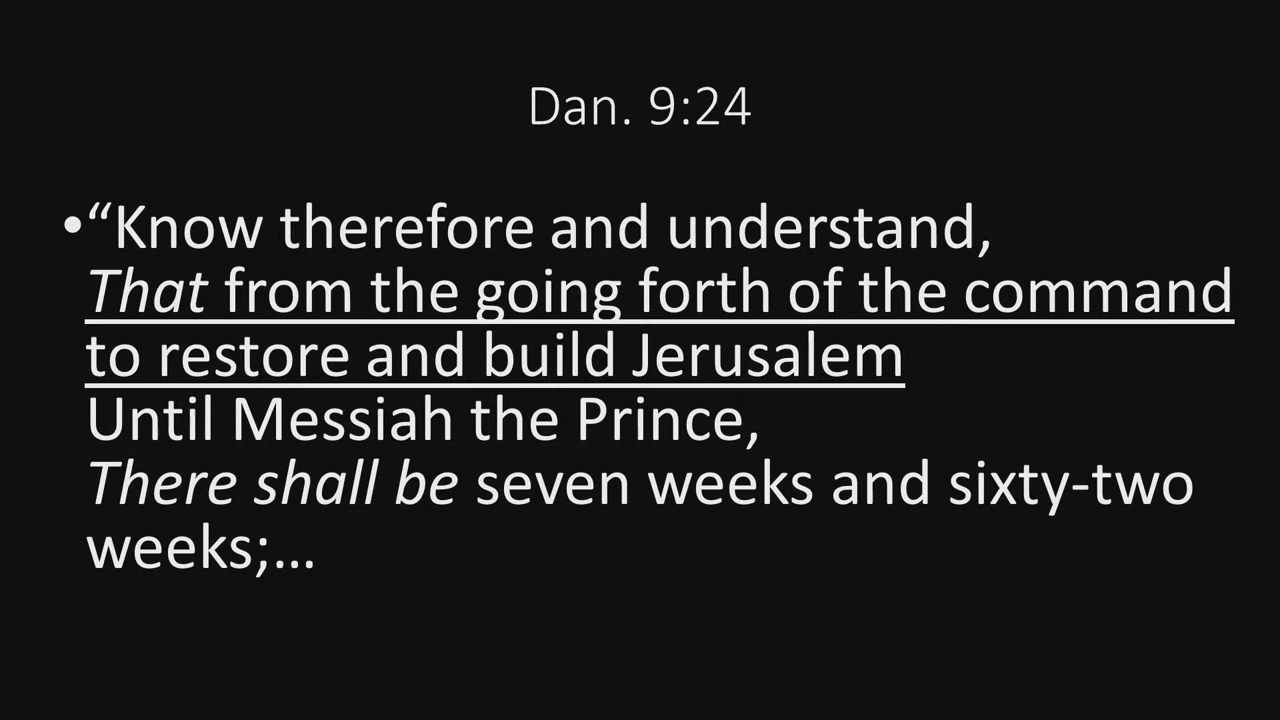 Dan. 9:24
•“Know therefore and understand,
That from the going forth of the command
to restore and build Jerusalem
Until Messiah the Prince,
There shall be seven weeks and sixty-two
weeks;...